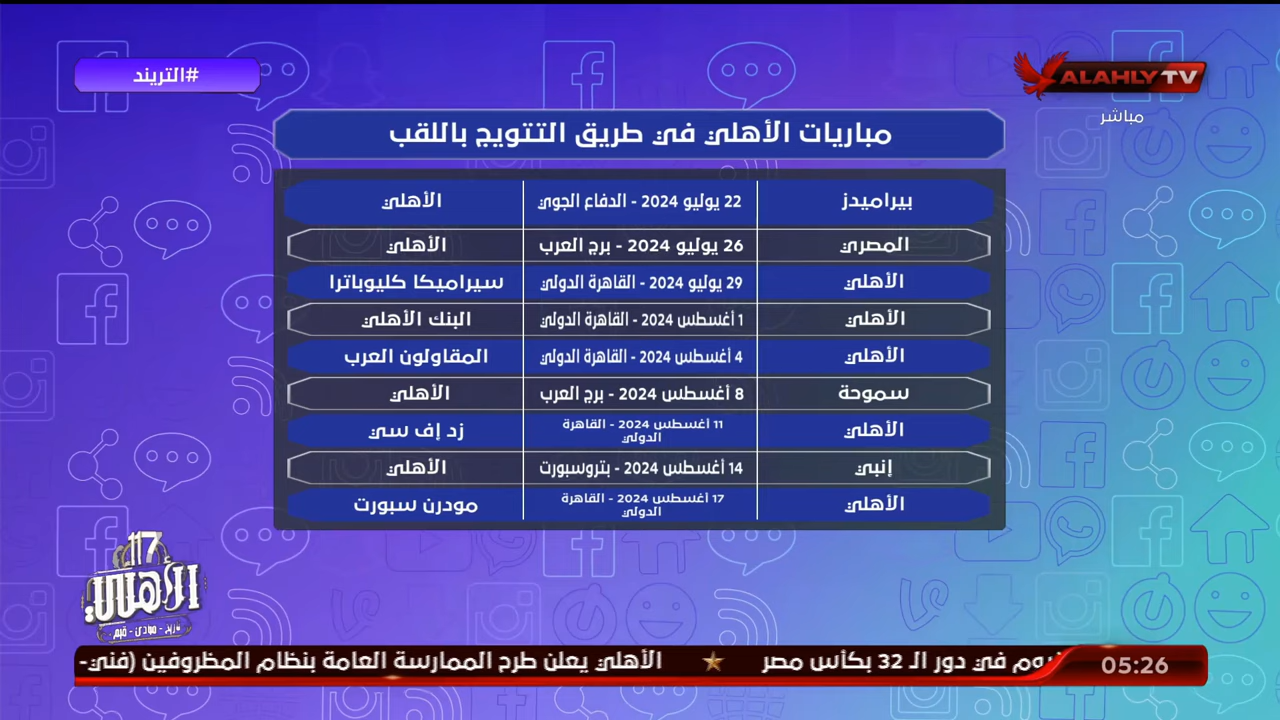 #التريند
ALAHLY TV
مباشر
مباريات الأهلي في طريق التتويج باللقب
بيراميدز 22 يوليو 2024 - الدفاع الجوي الأهلي
المصري 26 يوليو 2024 - برج العرب الأهلي
الأهلي 29 يوليو 2024 - القاهرة الدولي سيراميكا كليوباترا
الأهلي 1 أغسطس 2024 - القاهرة الدولي البنك الأهلي
الأهلي 4 أغسطس 2024 - القاهرة الدولي المقاولون العرب
سموحة 8 أغسطس 2024 - برج العرب الأهلي
الأهلي 11 أغسطس 2024 - القاهرة الدولي زد إف سي
إنبي 14 أغسطس 2024 - بتروسبورت الأهلي
الأهلي 17 أغسطس 2024 - القاهرة الدولي مودرن سبورت
117
الأهلي
تاريخ - مبادئ - قيم
05:26
في دور الـ 32 بكأس مصر ★ الأهلي يعلن طرح الممارسة العامة بنظام المظروفين (فني-